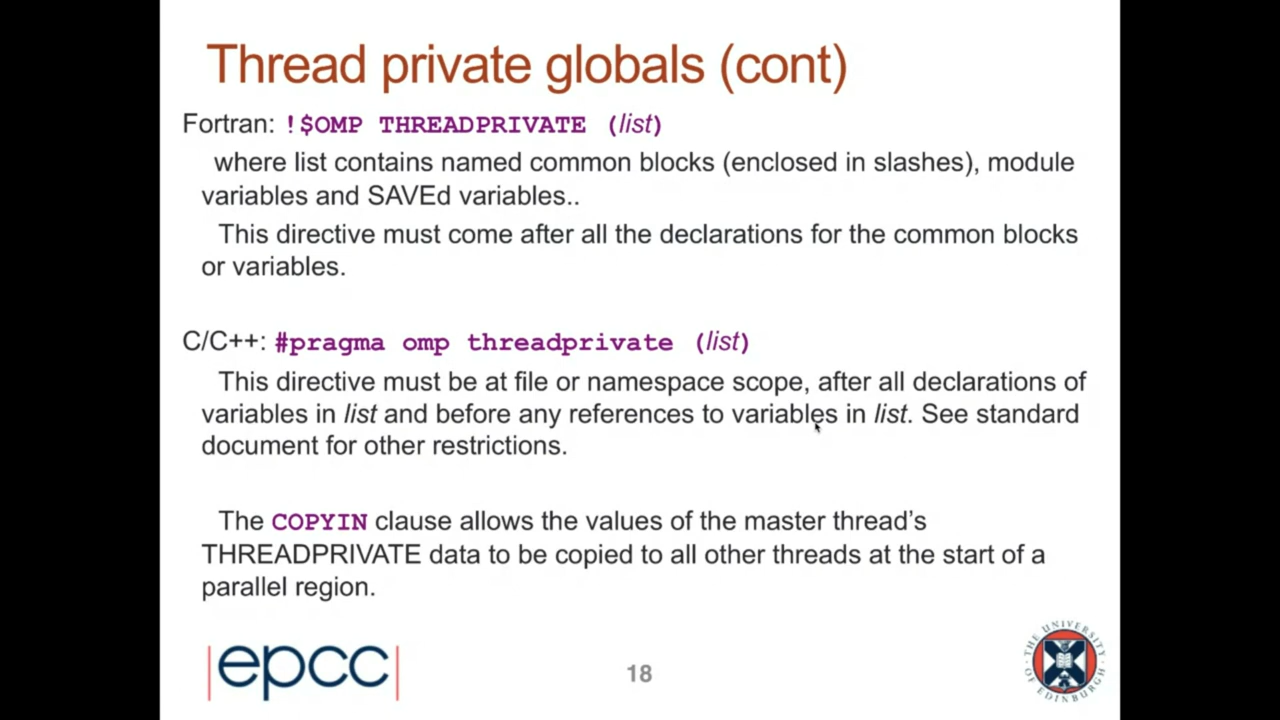 Thread private globals (cont)
Fortran: !$OMP THREADPRIVATE (list)
where list contains named common blocks (enclosed in slashes), module
variables and SAVEd variables..
This directive must come after all the declarations for the common blocks
or variables.
C/C++: #pragma omp threadprivate (list)
This directive must be at file or namespace scope, after all declarations of
variables in list and before any references to variables in list. See standard
document for other restrictions.
The COPYIN clause allows the values of the master thread's
THREADPRIVATE data to be copied to all other threads at the start of a
parallel region.
|epcc|
18
THE UNIVERSITY OF EDINBURGH